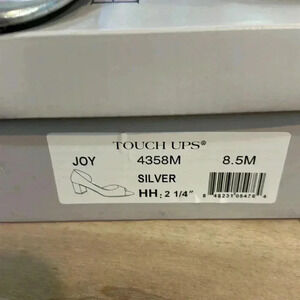 TOUCH UPS®
JOY 4358M 8.5M
SILVER
HH: 2 1/4"